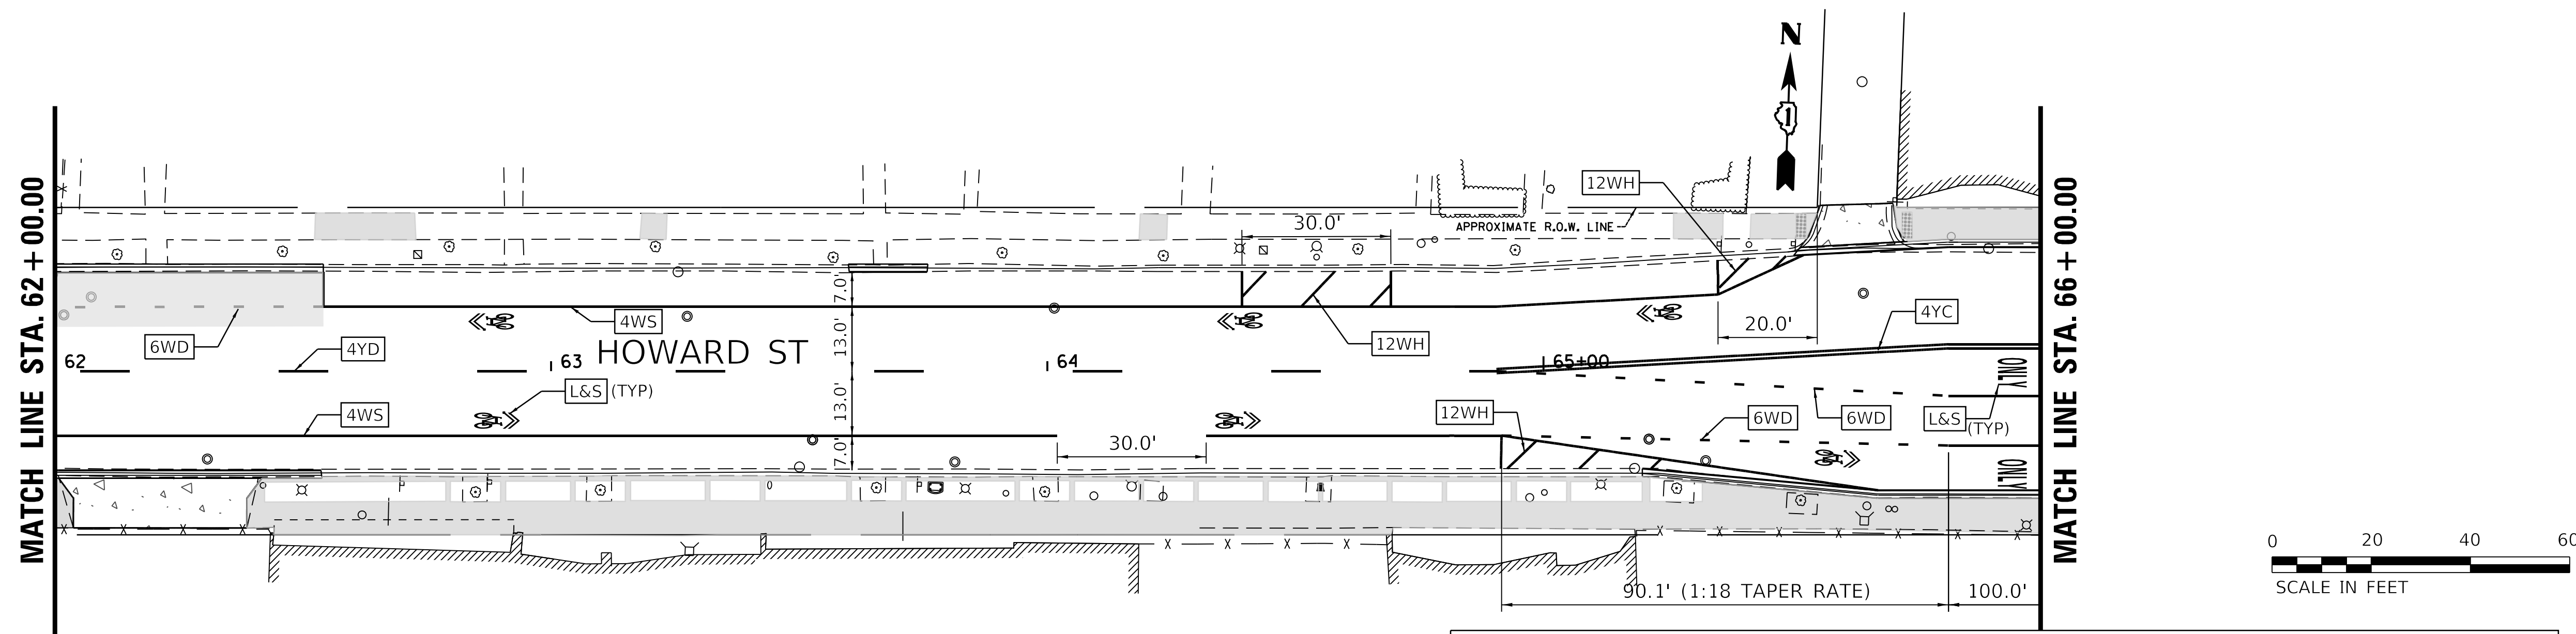 MATCH LINE STA. 62+00.00
N
1
12WH
30.0'
APPROXIMATE R.O.W. LINE
7.0'
6WD
4WS
12WH
20.0'
4YC
62
4YD
63
HOWARD ST
13.0'
64
65+00
ONLY
L&S (TYP)
4WS
13.0'
12WH
6WD
6WD
L&S (TYP)
7.0'
30.0'
ONLY
90.1' (1:18 TAPER RATE)
100.0'
MATCH LINE STA. 66+00.00
0 20 40 60
SCALE IN FEET